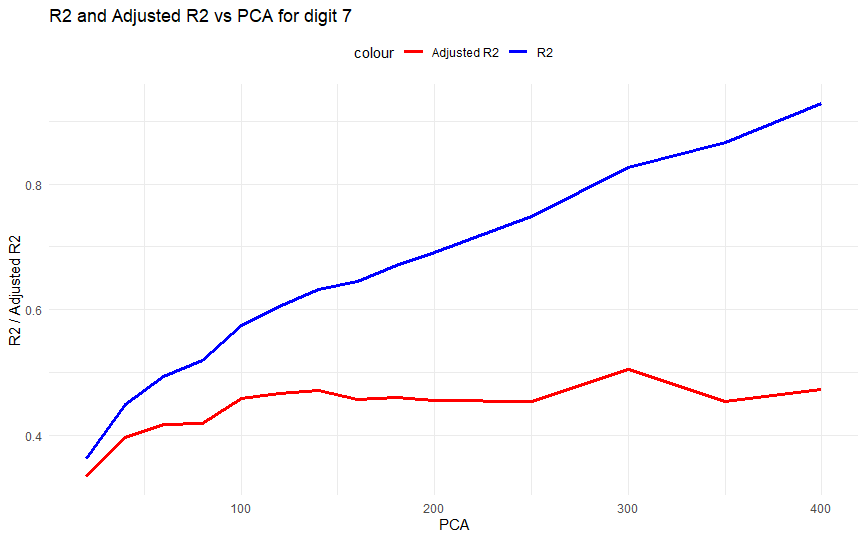 R2 and Adjusted R2 vs PCA for digit 7
colour Adjusted R2 R2
R2 / Adjusted R2
0.8
0.6
0.4
100 200 300 400
PCA